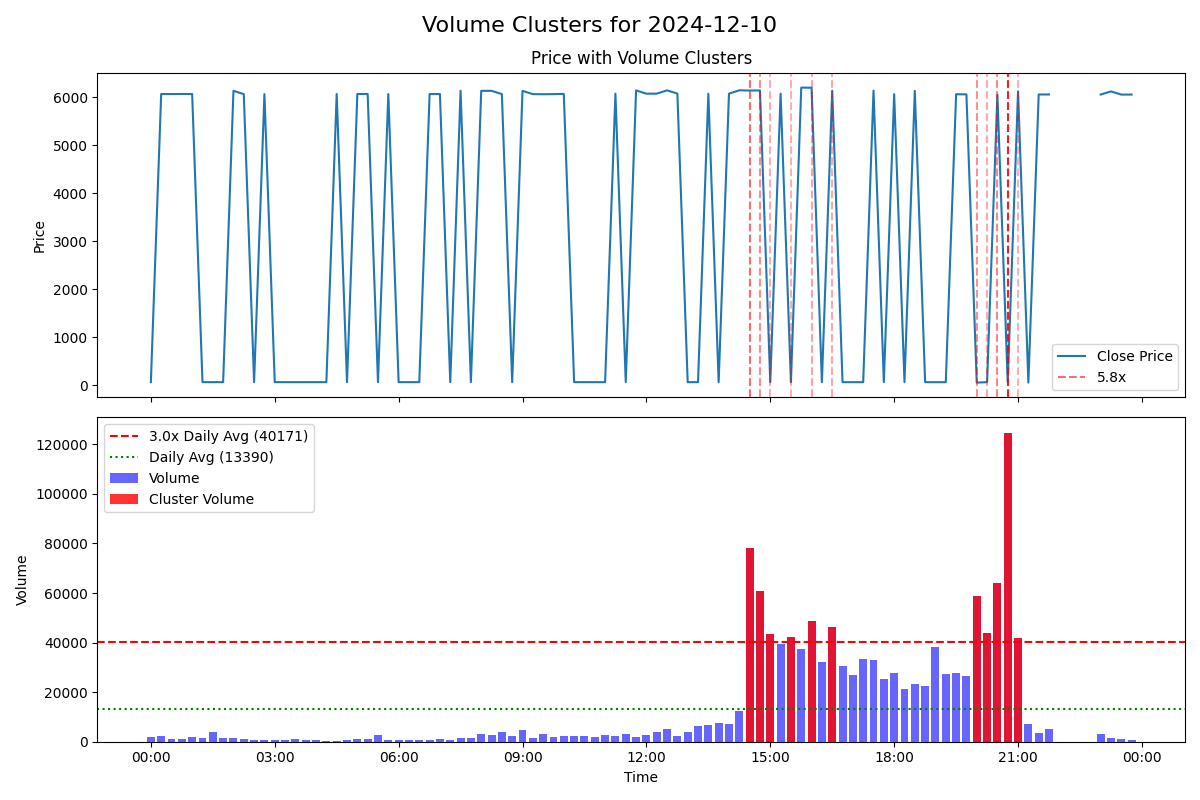 Volume Clusters for 2024-12-10
Price with Volume Clusters
6000
5000
4000
3000
2000
1000
0
Price
Close Price
5.8x
120000
100000
80000
60000
40000
20000
0
Volume
3.0x Daily Avg (40171)
Daily Avg (13390)
Volume
Cluster Volume
00:00 03:00 06:00 09:00 12:00 15:00 18:00 21:00 00:00
Time